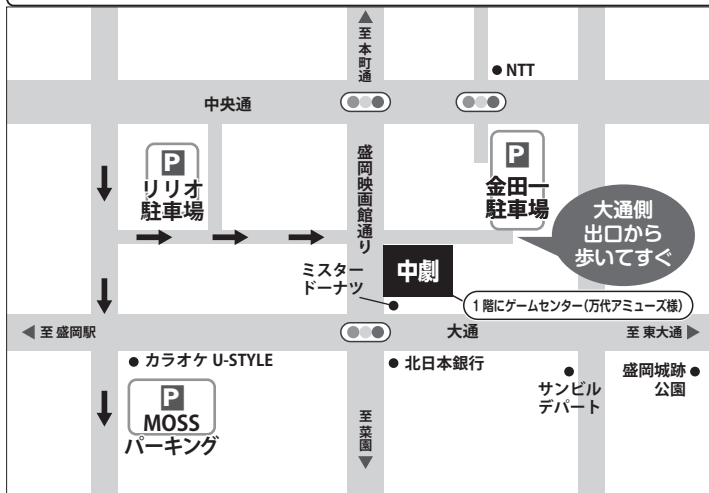 ▲
至本町通
● NTT
中央通
P
リリオ
駐車場
盛岡映画館通り
P
金田一
駐車場
大通側
出口から
歩いてすぐ
ミスター
ドーナツ
中劇
1階にゲームセンター(万代アミューズ様)
◀ 至 盛岡駅
大通
至 東大通 ▶
● カラオケ U-STYLE
● 北日本銀行
サンビル
デパート
盛岡城跡 ●
公園
P
MOSS
パーキング
至菜園
▼